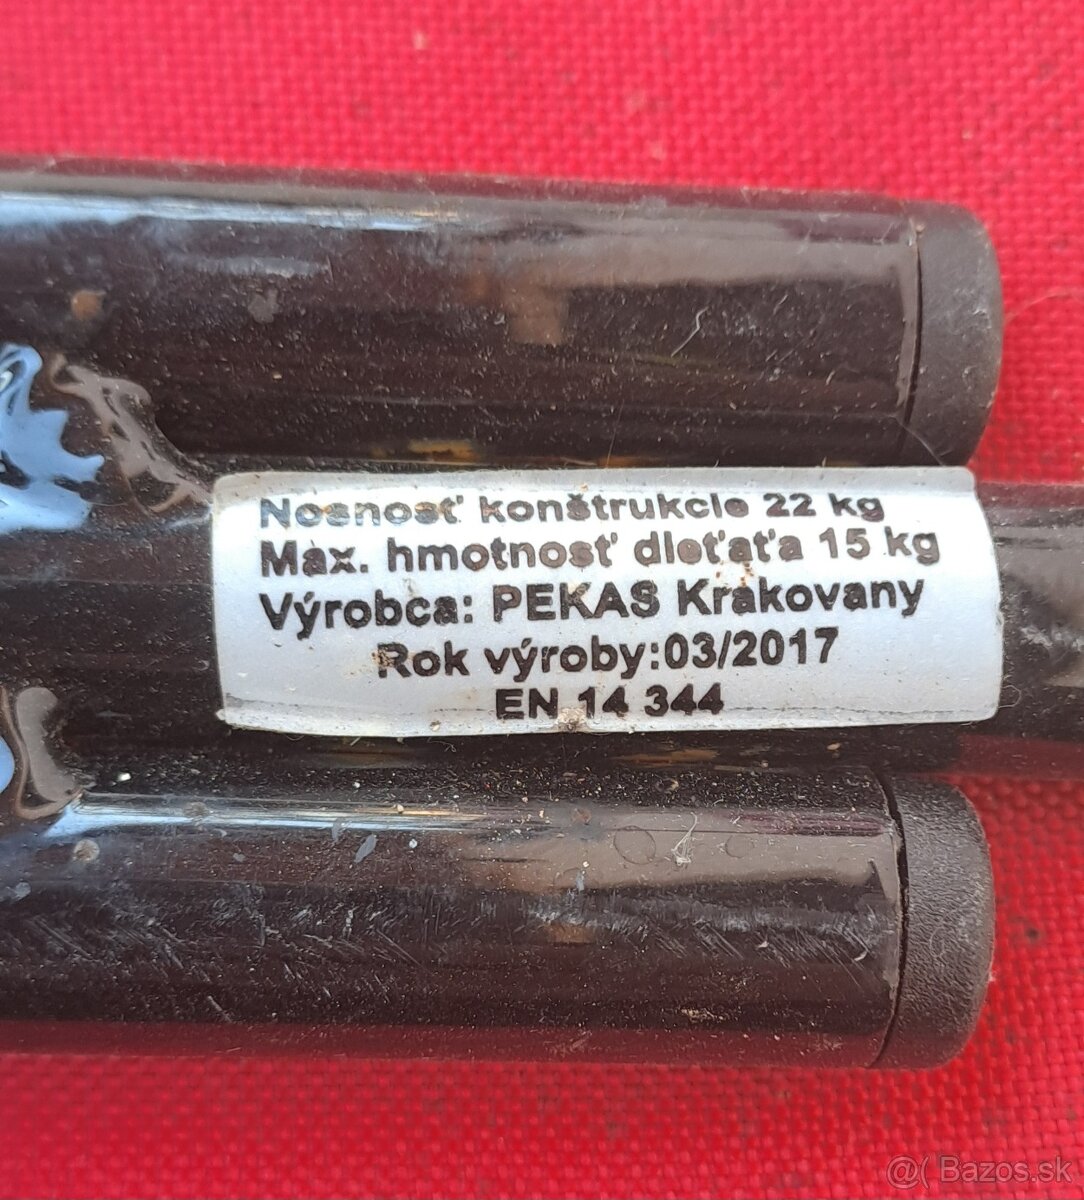 Nosnosť konštrukcie 22 kg
Max. hmotnosť dieťaťa 15 kg
Výrobca: PEKAS Krakovany
Rok výroby:03/2017
EN 14 344
@( Bazos.sk